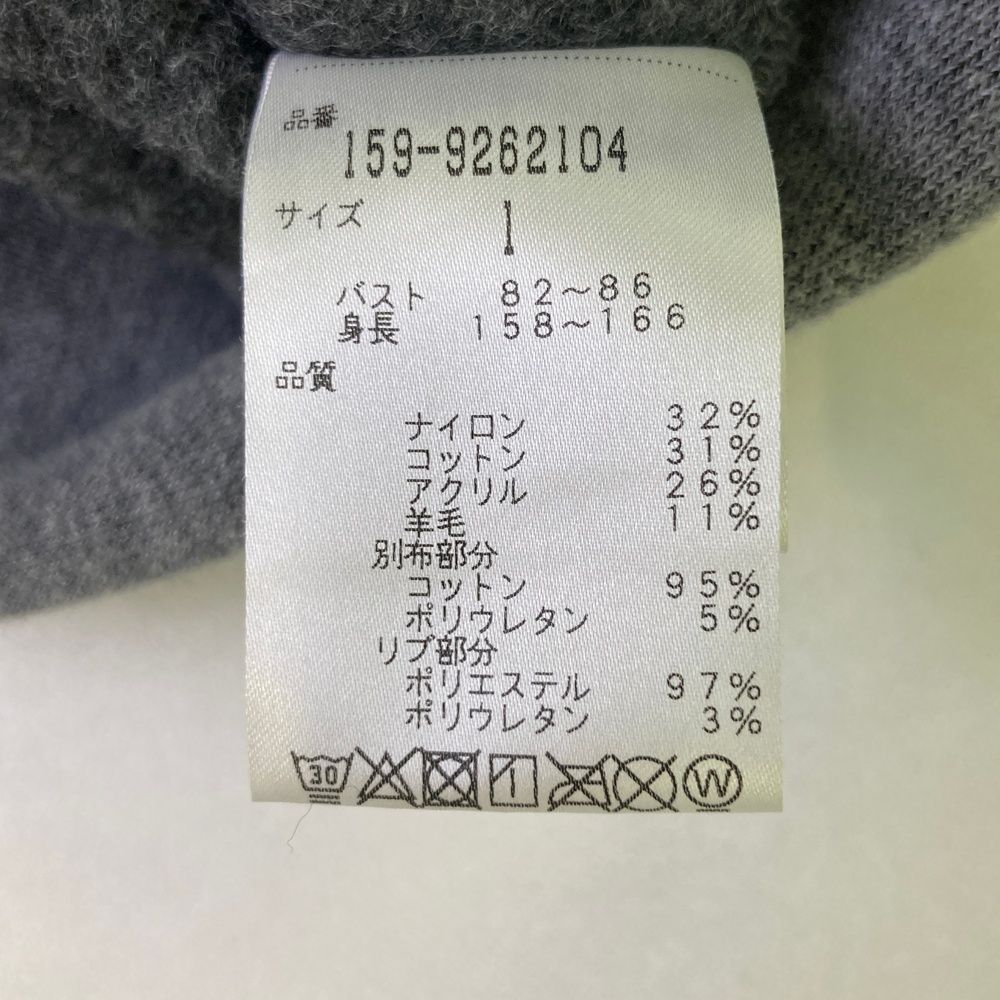 品番
159-9262104
サイズ 1
バスト 82~86
身長 158~166
品質
ナイロン 32%
コットン 31%
アクリル 26%
羊毛 11%
別布部分
コットン 95%
ポリウレタン 5%
リブ部分
ポリエステル 97%
ポリウレタン 3%
30 W